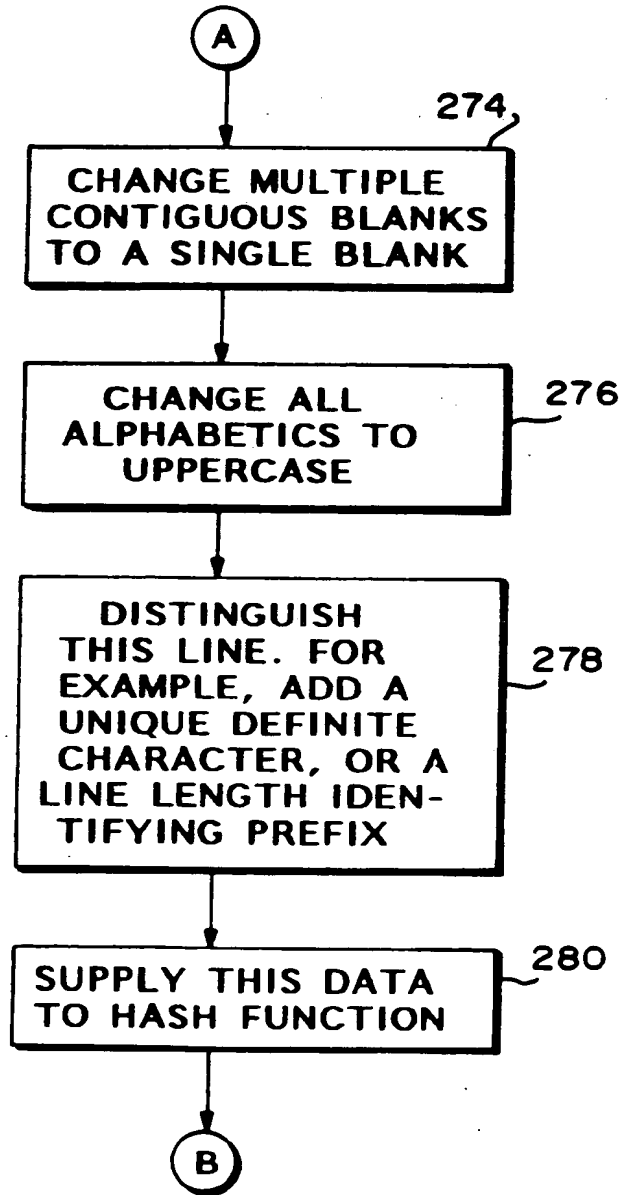 A
274
CHANGE MULTIPLE
CONTIGUOUS BLANKS
TO A SINGLE BLANK
276
CHANGE ALL
ALPHABETICS TO
UPPERCASE
278
DISTINGUISH
THIS LINE. FOR
EXAMPLE, ADD A
UNIQUE DEFINITE
CHARACTER, OR A
LINE LENGTH IDEN-
TIFYING PREFIX
280
SUPPLY THIS DATA
TO HASH FUNCTION
B